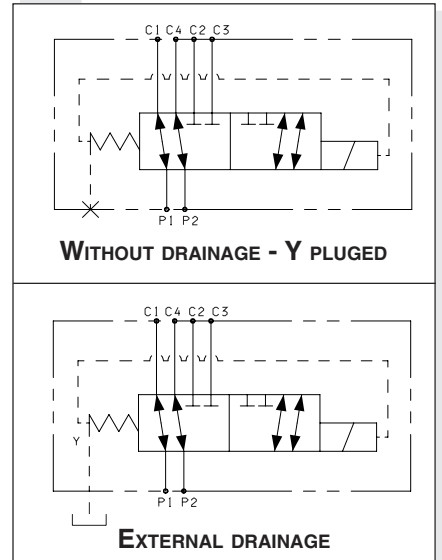 C1 C4 C2 C3
P1 P2
WITHOUT DRAINAGE - Y PLUGED
C1 C4 C2 C3
Y
P1 P2
EXTERNAL DRAINAGE